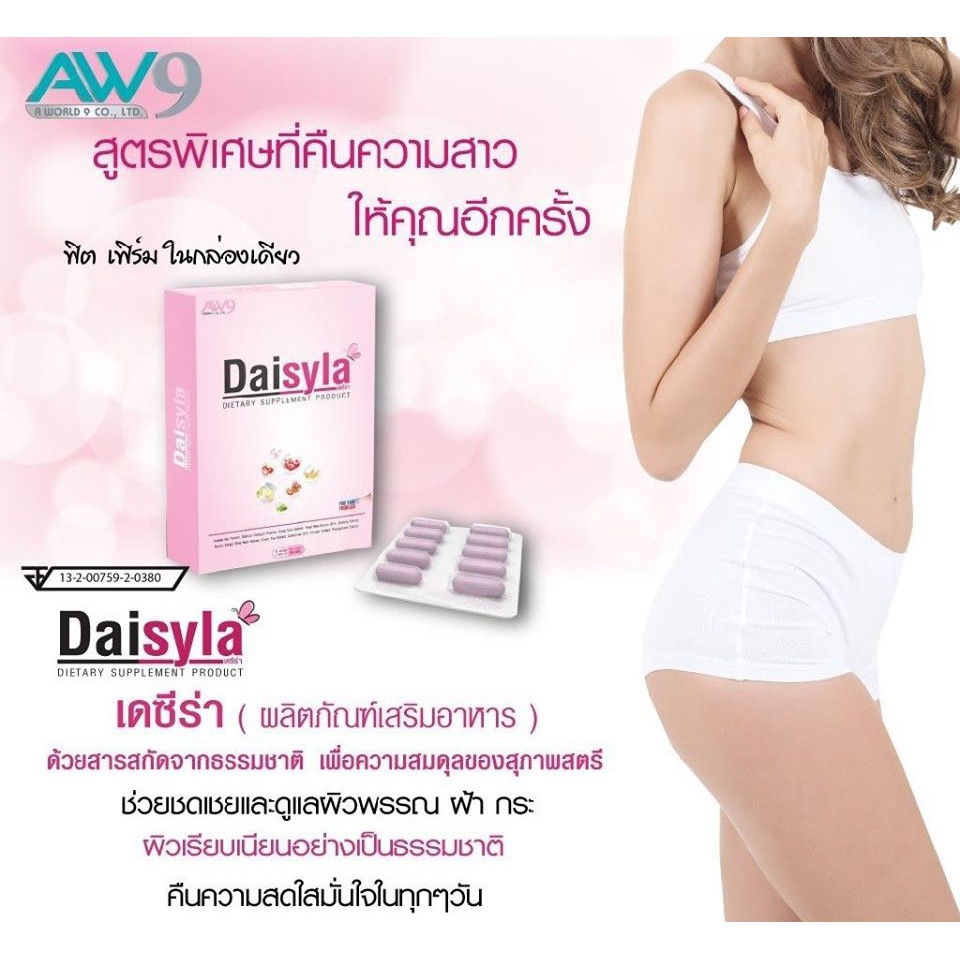 AW9
A WORLD 9 CO., LTD.
สูตรพิเศษที่คืนความสาว
ให้คุณอีกครั้ง
ฟิต เฟิร์ม ในกล่องเดียว
AW9
Daisyla
เดซีร่า
DIETARY SUPPLEMENT PRODUCT
Daisyla
13-2-00759-2-0380
Daisyla
เดซีร่า
DIETARY SUPPLEMENT PRODUCT
เดซีร่า ( ผลิตภัณฑ์เสริมอาหาร )
ด้วยสารสกัดจากธรรมชาติ เพื่อความสมดุลของสุภาพสตรี
ช่วยชดเชยและดูแลผิวพรรณ ฝ้า กระ
ผิวเรียบเนียนอย่างเป็นธรรมชาติ
คืนความสดใสมั่นใจในทุกๆวัน